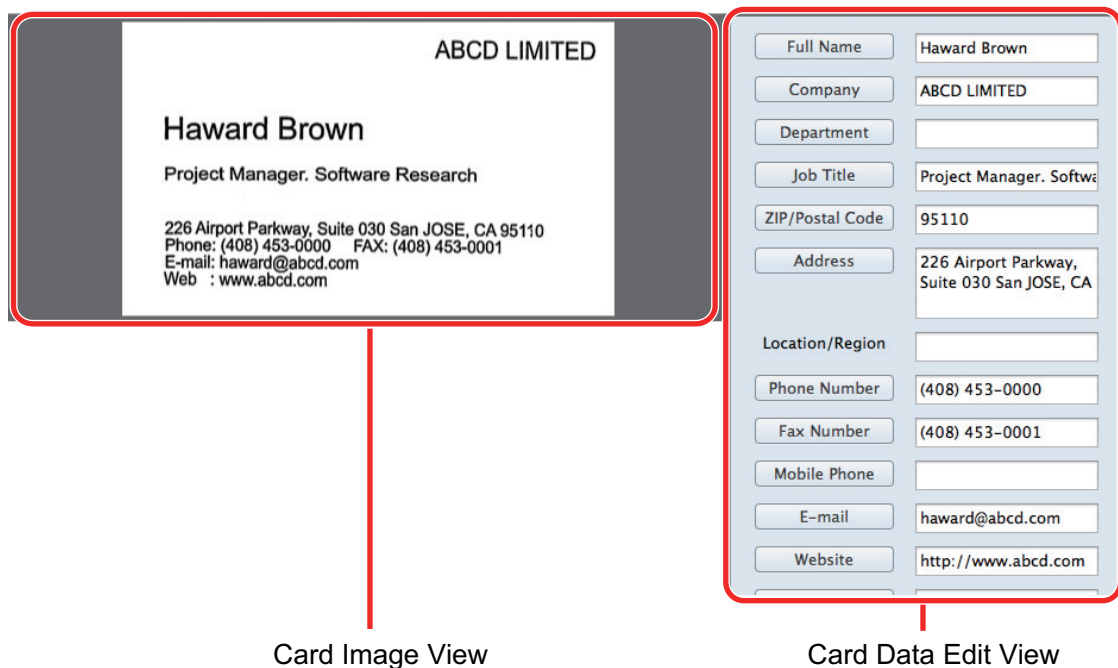 ABCD LIMITED
Haward Brown
Project Manager. Software Research
226 Airport Parkway, Suite 030 San JOSE, CA 95110
Phone: (408) 453-0000 FAX: (408) 453-0001
E-mail: haward@abcd.com
Web : www.abcd.com
Full Name Haward Brown
Company ABCD LIMITED
Department
Job Title Project Manager. Softwa
ZIP/Postal Code 95110
Address 226 Airport Parkway,
Suite 030 San JOSE, CA
Location/Region
Phone Number (408) 453-0000
Fax Number (408) 453-0001
Mobile Phone
E-mail haward@abcd.com
Website http://www.abcd.com
Card Image View
Card Data Edit View